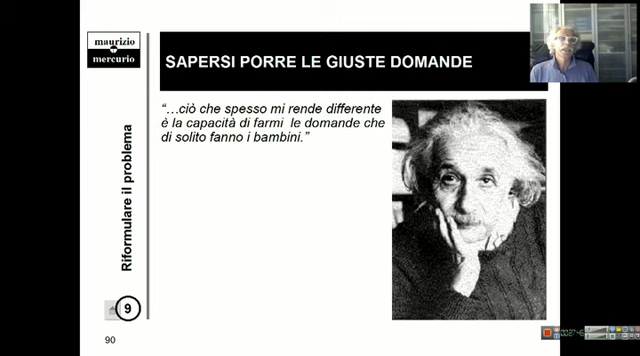 maurizio
mercurio
SAPERSI PORRE LE GIUSTE DOMANDE
“…ciò che spesso mi rende differente
è la capacità di farmi le domande che
di solito fanno i bambini.”
Riformulare il problema
9
90